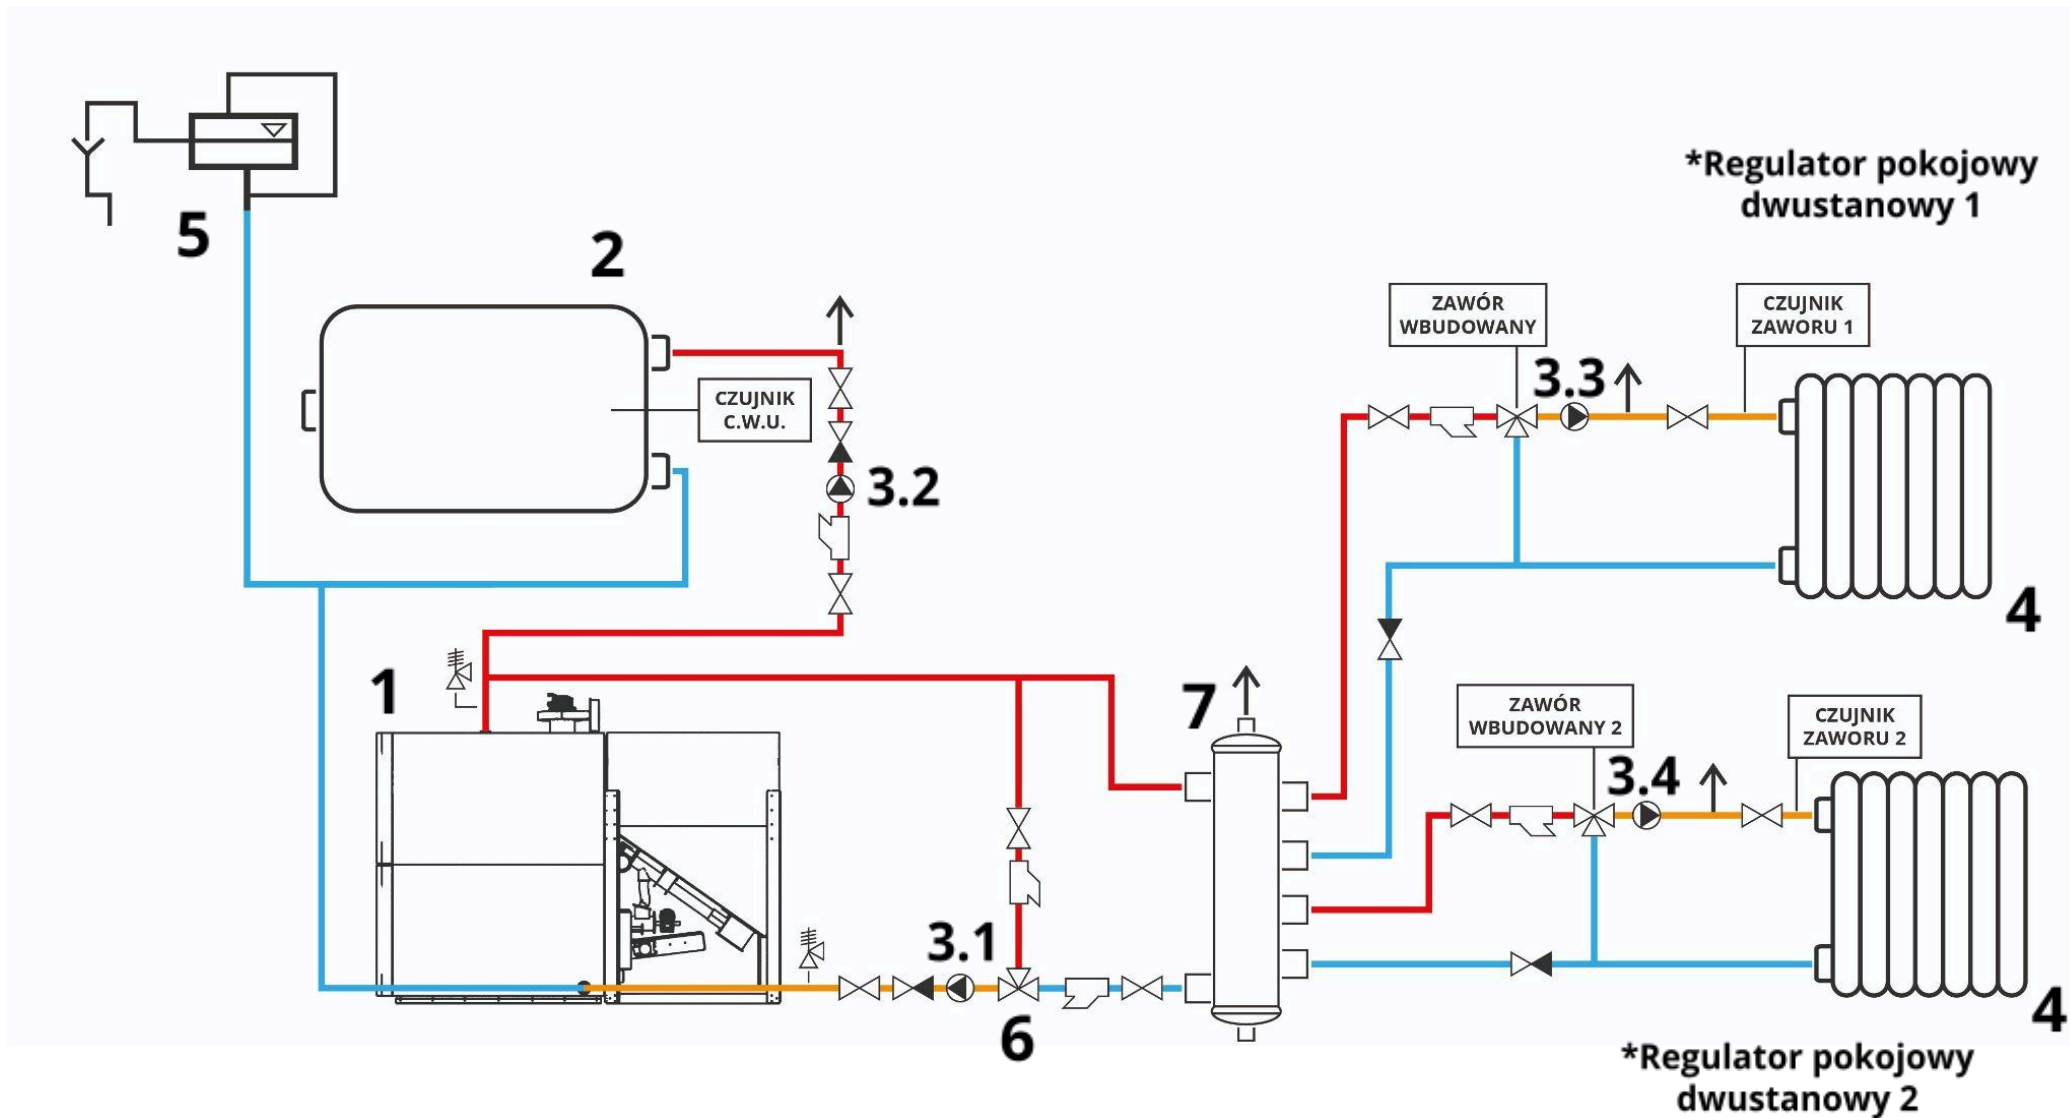 *Regulator pokojowy
dwustanowy 1
5
2
ZAWÓR
WBUDOWANY
CZUJNIK
ZAWORU 1
3.3
CZUJNIK
C.W.U.
3.2
4
1
7
ZAWÓR
WBUDOWANY 2
CZUJNIK
ZAWORU 2
3.4
3.1
6
4
*Regulator pokojowy
dwustanowy 2